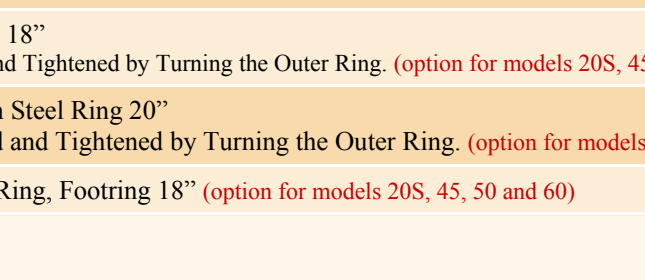 18”
nd Tightened by Turning the Outer Ring. (option for models 20S, 45
n Steel Ring 20”
d and Tightened by Turning the Outer Ring. (option for models
Ring, Footring 18” (option for models 20S, 45, 50 and 60)